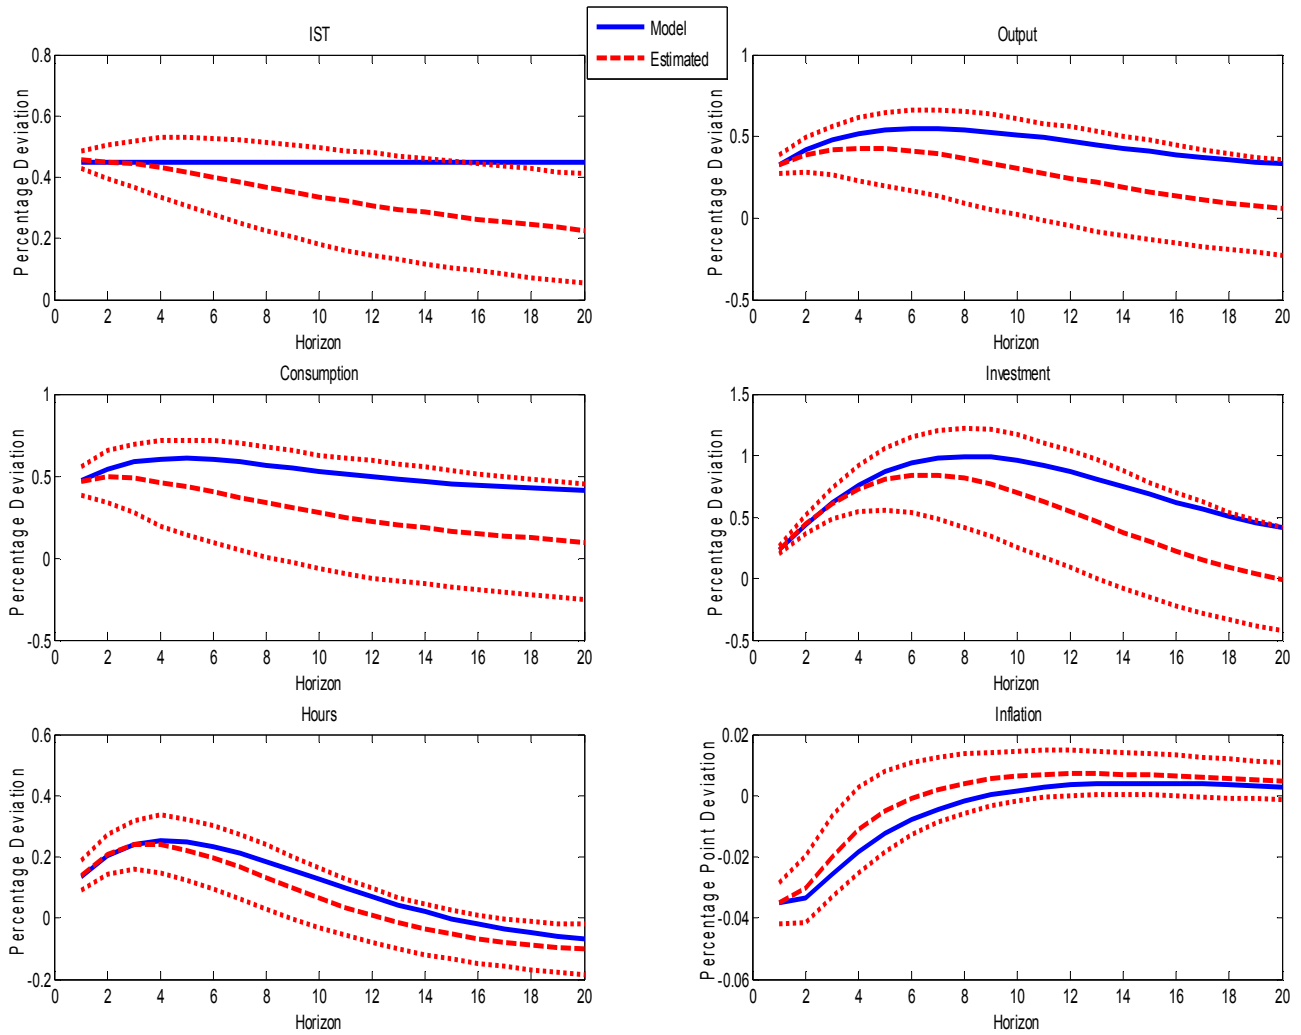 IST
Output
Model
Estimated
Percentage Deviation
0.8
0.6
0.4
0.2
0
0 2 4 6 8 10 12 14 16 18 20
Horizon
Percentage Deviation
1
0.5
0
-0.5
0 2 4 6 8 10 12 14 16 18 20
Horizon
Consumption
Percentage Deviation
1
0.5
0
-0.5
0 2 4 6 8 10 12 14 16 18 20
Horizon
Investment
Percentage Deviation
1.5
1
0.5
0
-0.5
0 2 4 6 8 10 12 14 16 18 20
Horizon
Hours
Percentage Deviation
0.6
0.4
0.2
0
-0.2
0 2 4 6 8 10 12 14 16 18 20
Horizon
Inflation
Percentage Point Deviation
0.02
0
-0.02
-0.04
-0.06
0 2 4 6 8 10 12 14 16 18 20
Horizon